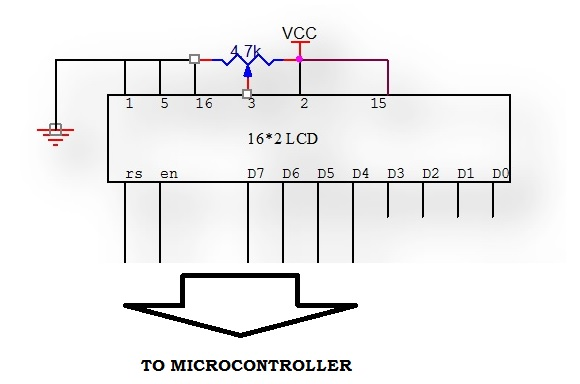 VCC
4.7k
1 5 16 3 2 15
16*2 LCD
rs en D7 D6 D5 D4 D3 D2 D1 D0
TO MICROCONTROLLER